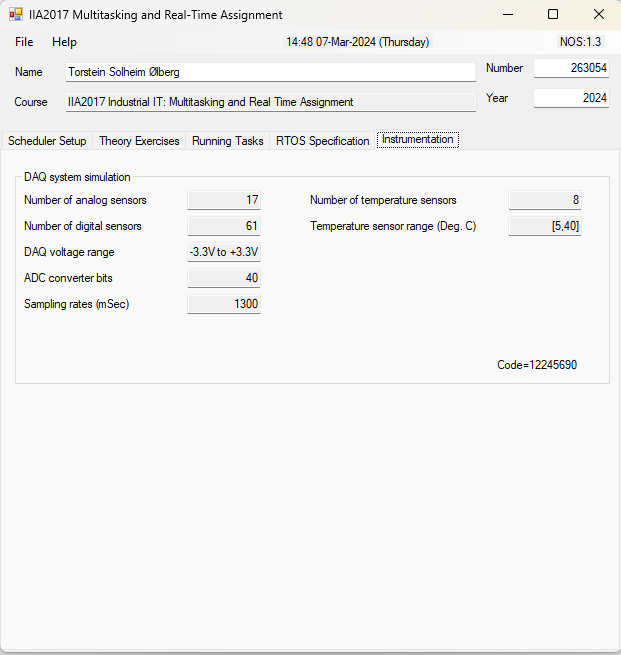 IIA2017 Multitasking and Real-Time Assignment
File Help 14:48 07-Mar-2024 (Thursday) NOS:1.3
Name Torstein Solheim Ølberg Number 263054
Course IIA2017 Industrial IT: Multitasking and Real Time Assignment Year 2024
Scheduler Setup Theory Exercises Running Tasks RTOS Specification Instrumentation
DAQ system simulation
Number of analog sensors 17 Number of temperature sensors 8
Number of digital sensors 61 Temperature sensor range (Deg. C) [5,40]
DAQ voltage range -3.3V to +3.3V
ADC converter bits 40
Sampling rates (mSec) 1300
Code=12245690